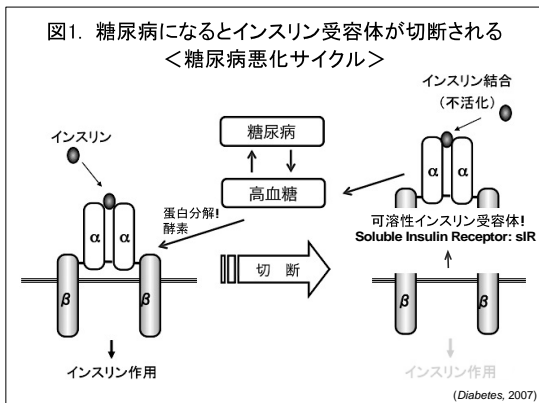 図1. 糖尿病になるとインスリン受容体が切断される
＜糖尿病悪化サイクル＞
インスリン結合
（不活化）
糖尿病
インスリン
高血糖
α
α
蛋白分解!
酵素
α
α
可溶性インスリン受容体!
Soluble Insulin Receptor: sIR
切 断
β
β
β
β
インスリン作用
インスリン作用
(Diabetes, 2007)